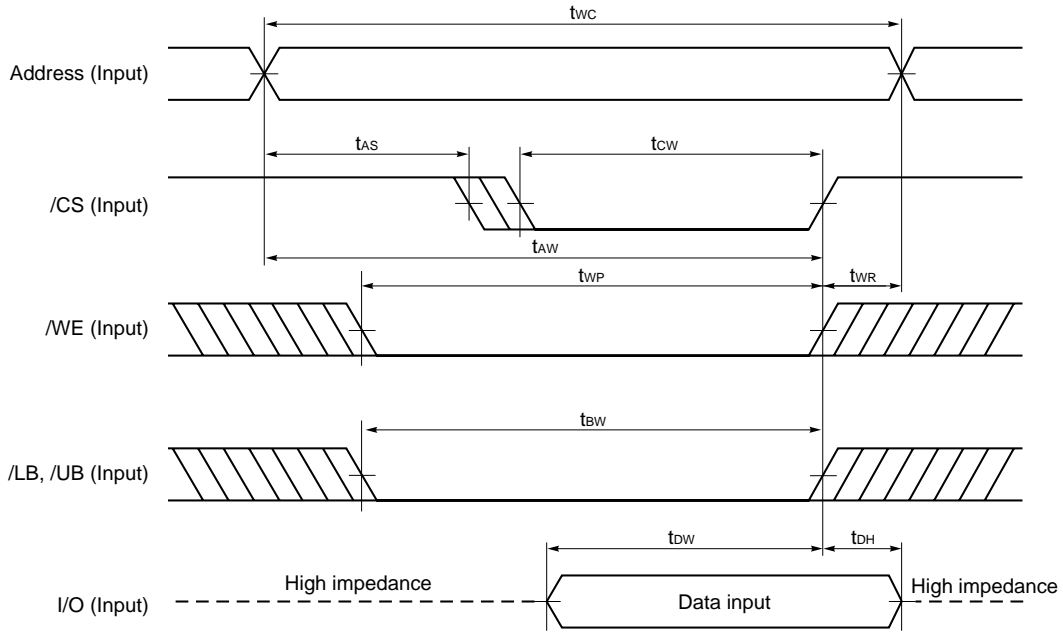 tWC
Address (Input)
tAS
tCW
/CS (Input)
tAW
tWP
tWR
/WE (Input)
tBW
/LB, /UB (Input)
tDW
tDH
High impedance
High impedance
I/O (Input)
Data input